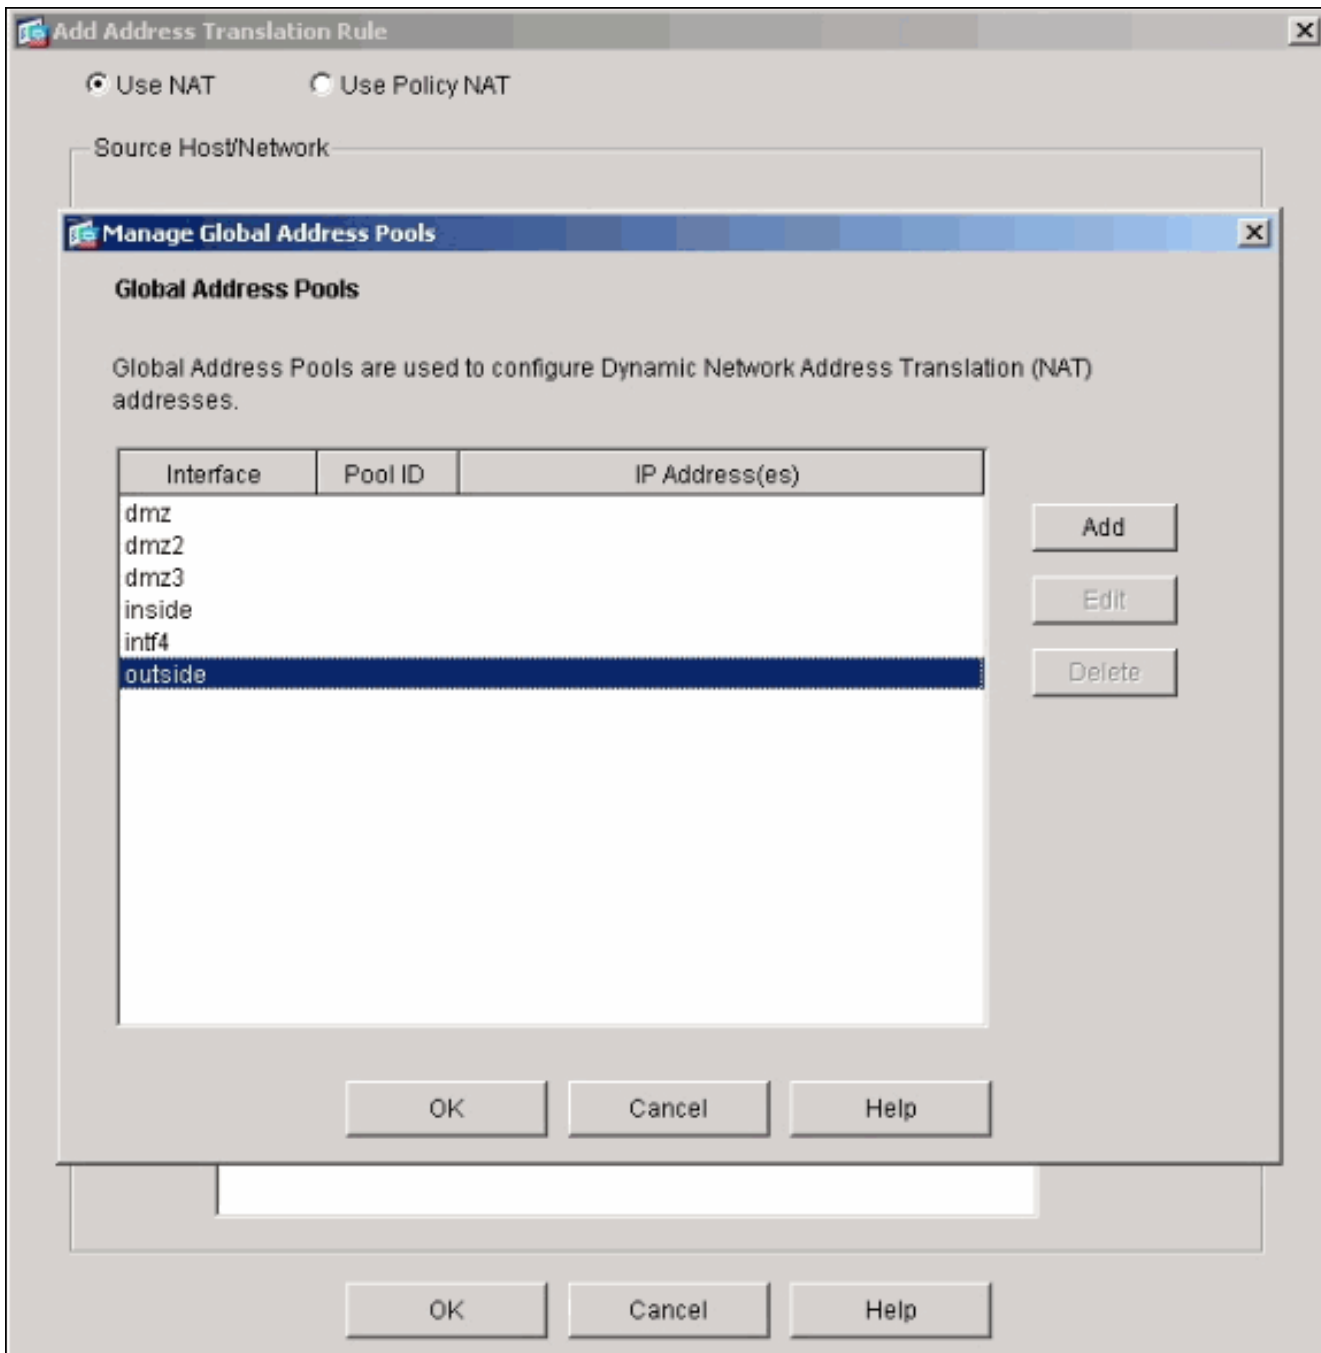 Add Address Translation Rule
Use NAT Use Policy NAT
Source Host/Network
Manage Global Address Pools
Global Address Pools
Global Address Pools are used to configure Dynamic Network Address Translation (NAT)
addresses.
Interface Pool ID IP Address(es)
dmz
dmz2
dmz3
inside
intf4
outside
Add
Edit
Delete
OK Cancel Help
OK Cancel Help